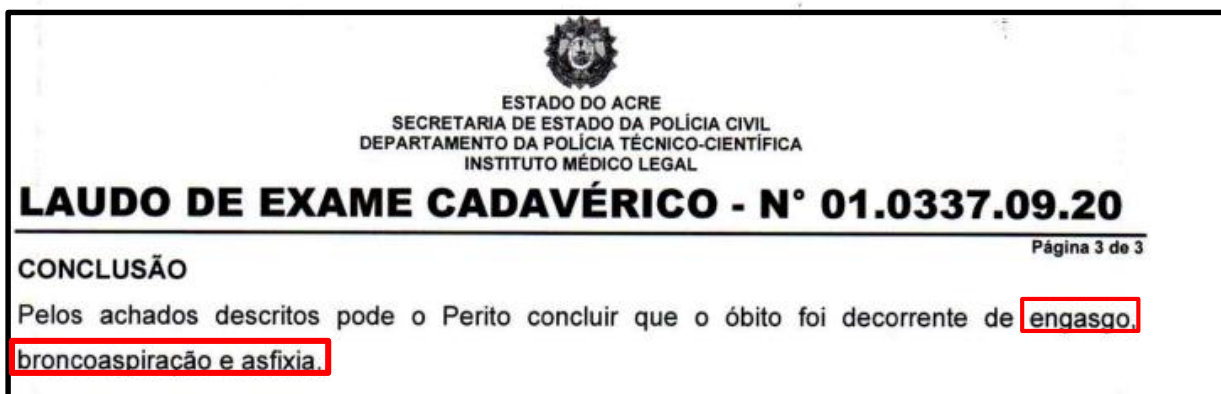 ESTADO DO ACRE
SECRETARIA DE ESTADO DA POLÍCIA CIVIL
DEPARTAMENTO DA POLÍCIA TÉCNICO-CIENTÍFICA
INSTITUTO MÉDICO LEGAL
LAUDO DE EXAME CADAVÉRICO - N° 01.0337.09.20
Página 3 de 3
CONCLUSÃO
Pelos achados descritos pode o Perito concluir que o óbito foi decorrente de engasgo,
broncoaspiração e asfixia.